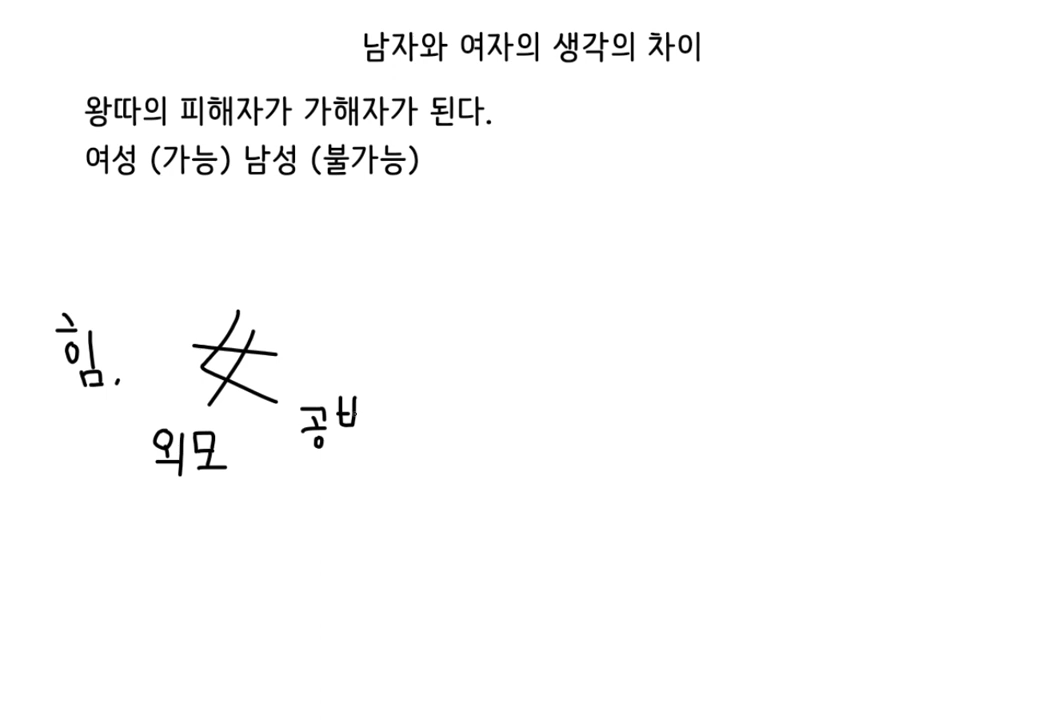 남자와 여자의 생각의 차이
왕따의 피해자가 가해자가 된다.
여성 (가능) 남성 (불가능)
힘.
女
외모
공ㅂ